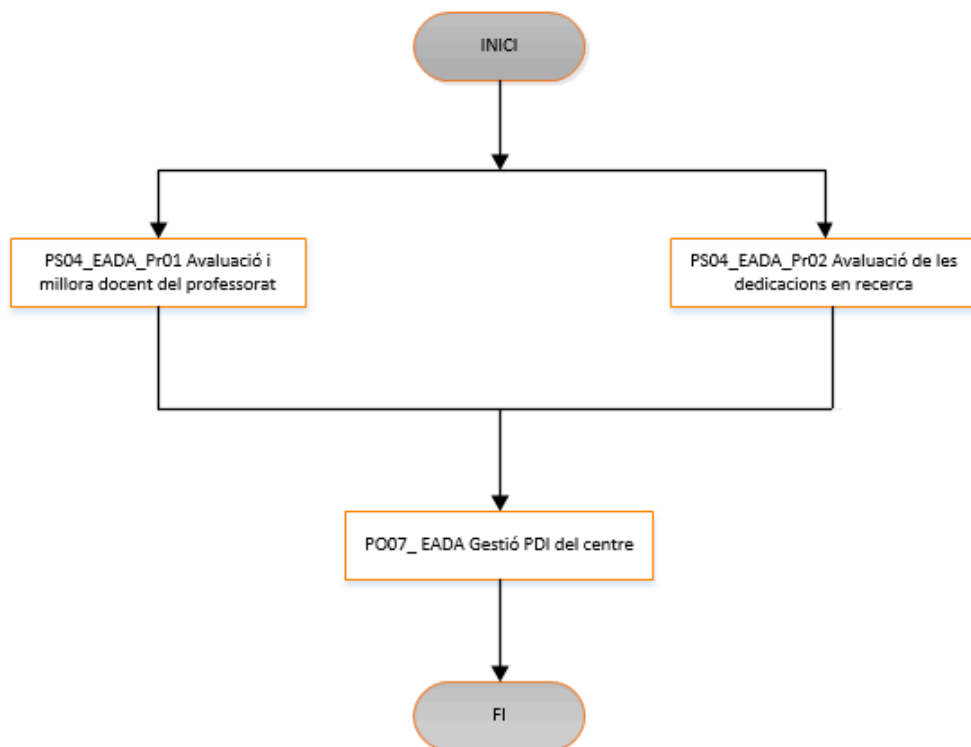 INICI
PS04_EADA_Pr01 Avaluació i
millora docent del professorat
PS04_EADA_Pr02 Avaluació de les
dedicacions en recerca
PO07_ EADA Gestió PDI del centre
FI